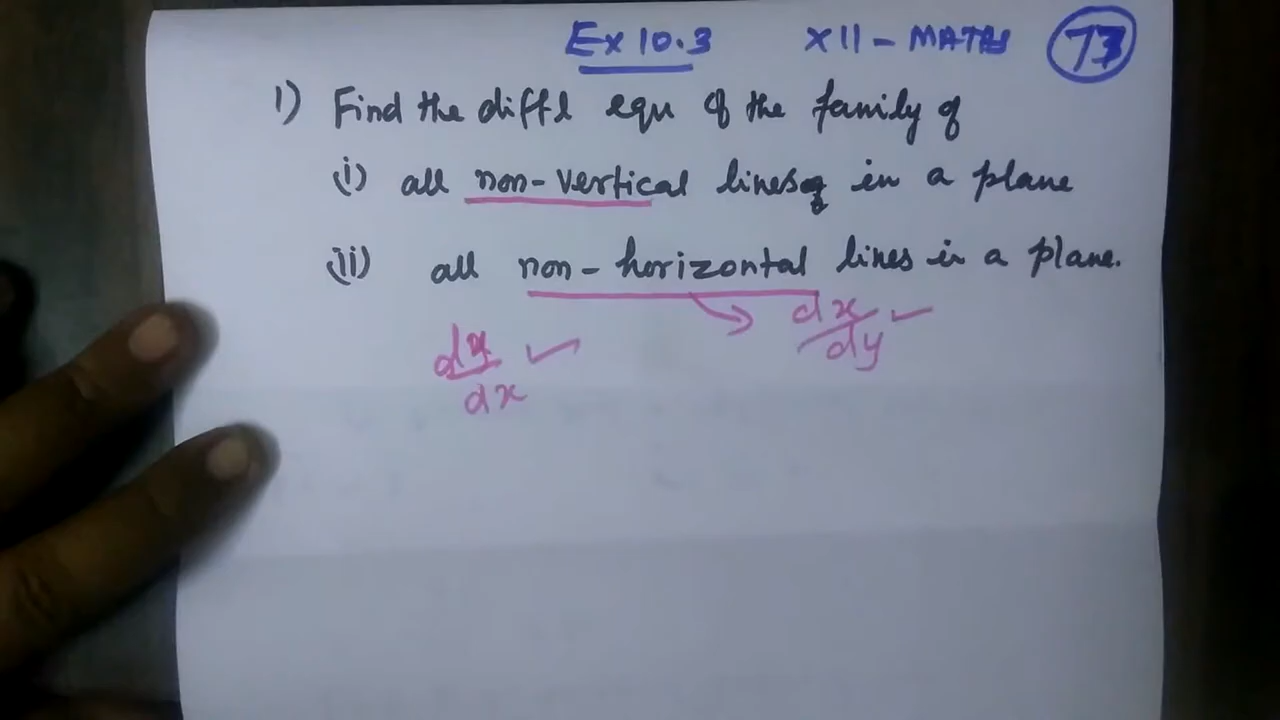 Ex 10.3 XII - MATHS 73
1) Find the diffl equ of the family of
(i) all non-vertical lines in a plane
(ii) all non-horizontal lines in a plane.
dy/dx ✓ → dx/dy ✓